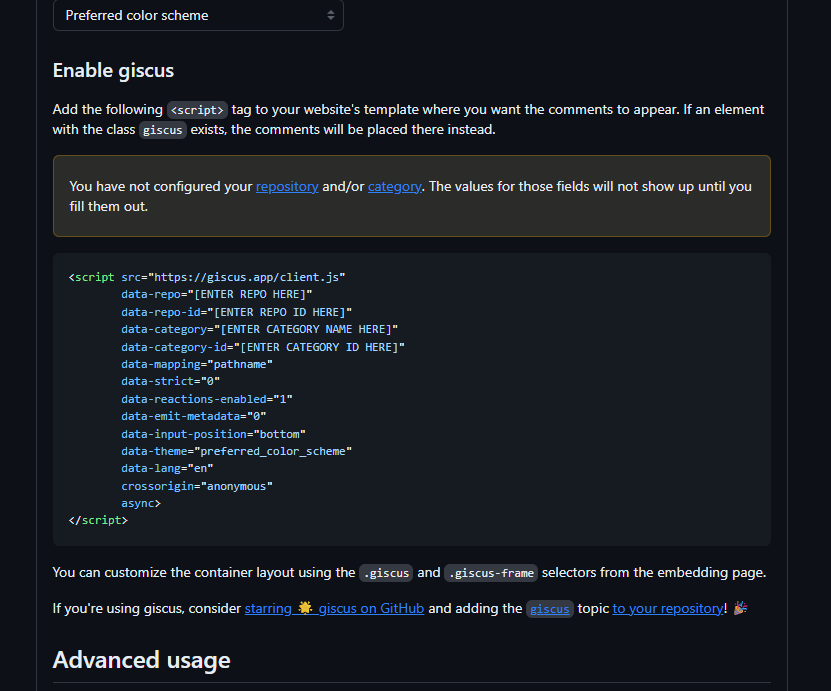 Preferred color scheme
Enable giscus
Add the following <script> tag to your website's template where you want the comments to appear. If an element
with the class giscus exists, the comments will be placed there instead.
You have not configured your repository and/or category. The values for those fields will not show up until you
fill them out.
<script src="https://giscus.app/client.js"
data-repo="[ENTER REPO HERE]"
data-repo-id="[ENTER REPO ID HERE]"
data-category="[ENTER CATEGORY NAME HERE]"
data-category-id="[ENTER CATEGORY ID HERE]"
data-mapping="pathname"
data-strict="0"
data-reactions-enabled="1"
data-emit-metadata="0"
data-input-position="bottom"
data-theme="preferred_color_scheme"
data-lang="en"
crossorigin="anonymous"
async>
</script>
You can customize the container layout using the .giscus and .giscus-frame selectors from the embedding page.
If you're using giscus, consider starring 🌟 giscus on GitHub and adding the giscus topic to your repository! 🎉
Advanced usage